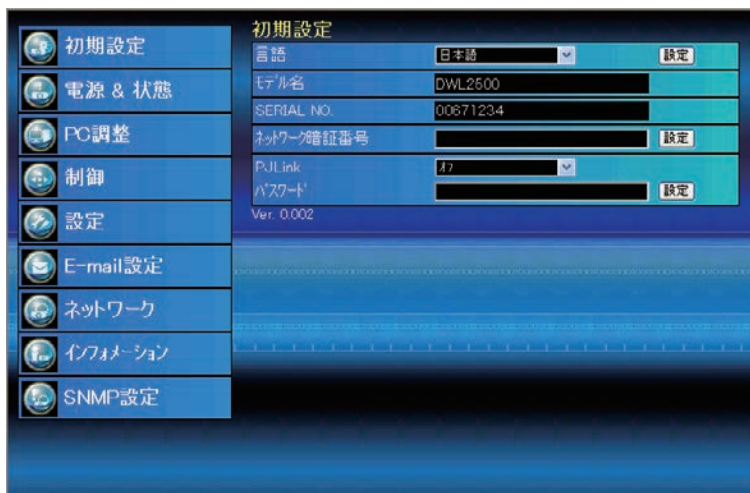 初期設定
電源 & 状態
PC調整
制御
設定
E-mail設定
ネットワーク
ｲﾝﾌｫﾒｰｼｮﾝ
SNMP設定
初期設定
言語 日本語 設定
ﾓﾃﾞﾙ名 DWL2500
SERIAL NO. 00671234
ﾈｯﾄﾜｰｸ暗証番号 設定
PJLink ｵﾌ
ﾊﾟｽﾜｰﾄﾞ 設定
Ver. 0.002